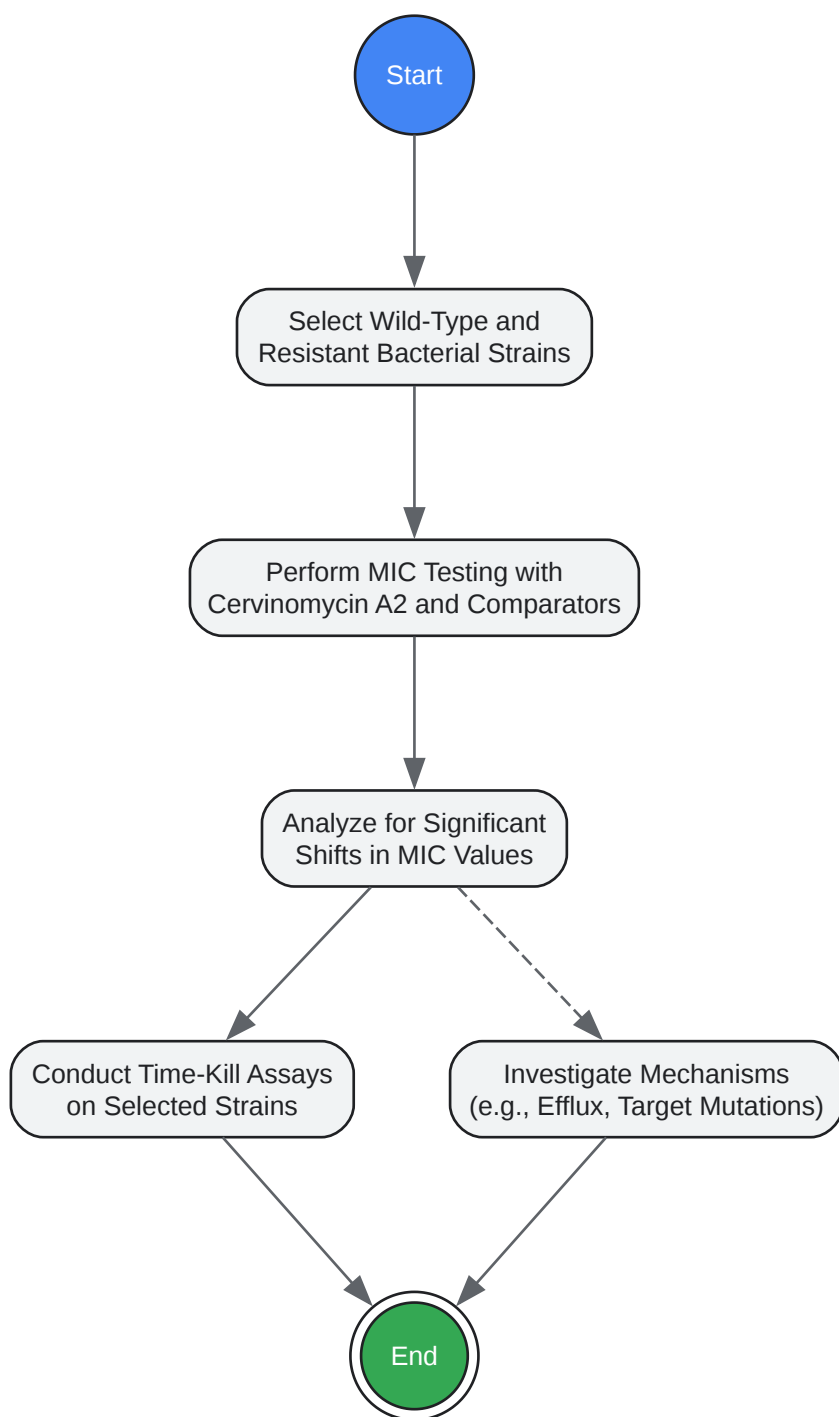 Start
Select Wild-Type and
Resistant Bacterial Strains
Perform MIC Testing with
Cervinomycin A2 and Comparators
Analyze for Significant
Shifts in MIC Values
Conduct Time-Kill Assays
on Selected Strains
Investigate Mechanisms
(e.g., Efflux, Target Mutations)
End